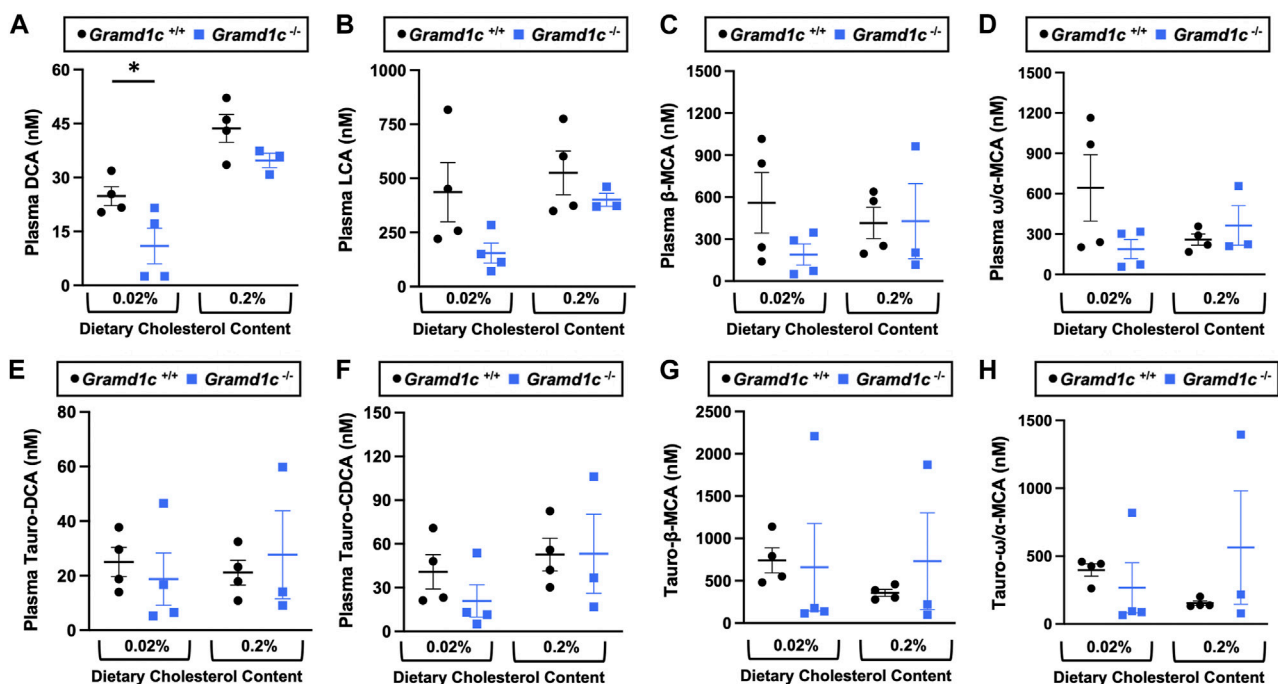 A
Gramd1c +/+ Gramd1c -/-
*
Plasma DCA (nM)
60
45
30
15
0
0.02% 0.2%
Dietary Cholesterol Content
B
Gramd1c +/+ Gramd1c -/-
Plasma LCA (nM)
1000
750
500
250
0
0.02% 0.2%
Dietary Cholesterol Content
C
Gramd1c +/+ Gramd1c -/-
Plasma β-MCA (nM)
1500
1200
900
600
300
0
0.02% 0.2%
Dietary Cholesterol Content
D
Gramd1c +/+ Gramd1c -/-
Plasma ω/α-MCA (nM)
1500
1200
900
600
300
0
0.02% 0.2%
Dietary Cholesterol Content
E
Gramd1c +/+ Gramd1c -/-
Plasma Tauro-DCA (nM)
80
60
40
20
0
0.02% 0.2%
Dietary Cholesterol Content
F
Gramd1c +/+ Gramd1c -/-
Plasma Tauro-CDCA (nM)
150
120
90
60
30
0
0.02% 0.2%
Dietary Cholesterol Content
G
Gramd1c +/+ Gramd1c -/-
Tauro-β-MCA (nM)
2500
2000
1500
1000
500
0
0.02% 0.2%
Dietary Cholesterol Content
H
Gramd1c +/+ Gramd1c -/-
Tauro-ω/α-MCA (nM)
1500
1000
500
0
0.02% 0.2%
Dietary Cholesterol Content